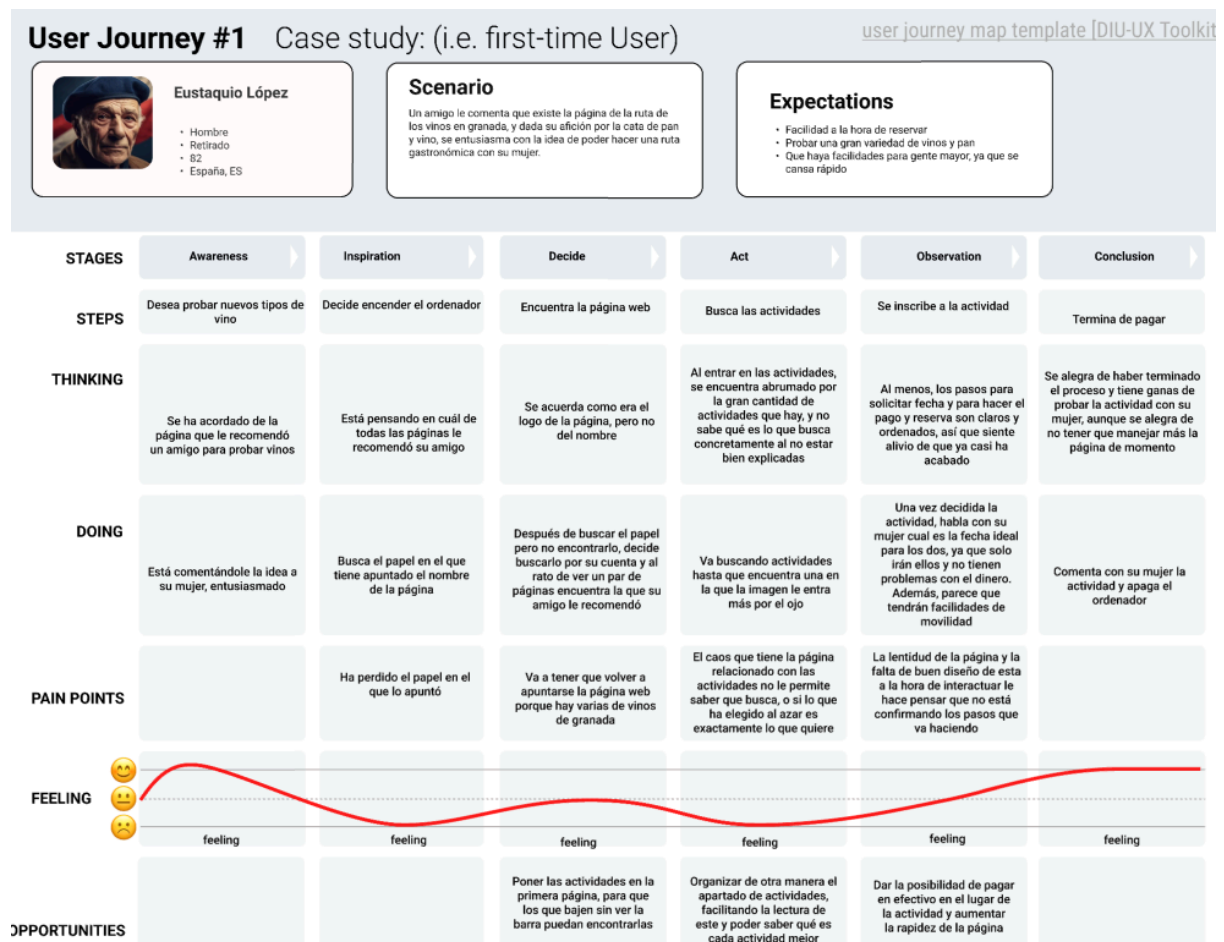 User Journey #1 Case study: (i.e. first-time User)
user journey map template [DIU-UX Toolkit
Eustaquio López
• Hombre
• Retirado
• 82
• España, ES
Scenario
Un amigo le comenta que existe la página de la ruta de
los vinos en granada, y dada su afición por la cata de pan
y vino, se entusiasma con la idea de poder hacer una ruta
gastronómica con su mujer.
Expectations
• Facilidad a la hora de reservar
• Probar una gran variedad de vinos y pan
• Que haya facilidades para gente mayor, ya que se
cansa rápido
STAGES
Awareness
Inspiration
Decide
Act
Observation
Conclusion
STEPS
Desea probar nuevos tipos de
vino
Decide encender el ordenador
Encuentra la página web
Busca las actividades
Se inscribe a la actividad
Termina de pagar
THINKING
Se ha acordado de la
página que le recomendó
un amigo para probar vinos
Está pensando en cuál de
todas las páginas le
recomendó su amigo
Se acuerda como era el
logo de la página, pero no
del nombre
Al entrar en las actividades,
se encuentra abrumado por
la gran cantidad de
actividades que hay, y no
sabe qué es lo que busca
concretamente al no estar
bien explicadas
Al menos, los pasos para
solicitar fecha y para hacer el
pago y reserva son claros y
ordenados, así que siente
alivio de que ya casi ha
acabado
Se alegra de haber terminado
el proceso y tiene ganas de
probar la actividad con su
mujer, aunque se alegra de
no tener que manejar más la
página de momento
DOING
Está comentándole la idea a
su mujer, entusiasmado
Busca el papel en el que
tiene apuntado el nombre
de la página
Después de buscar el papel
pero no encontrarlo, decide
buscarlo por su cuenta y al
rato de ver un par de
páginas encuentra la que su
amigo le recomendó
Va buscando actividades
hasta que encuentra una en
la que la imagen le entra
más por el ojo
Una vez decidida la
actividad, habla con su
mujer cual es la fecha ideal
para los dos, ya que solo
irán ellos y no tienen
problemas con el dinero.
Además, parece que
tendrán facilidades de
movilidad
Comenta con su mujer la
actividad y apaga el
ordenador
PAIN POINTS
Ha perdido el papel en el
que lo apuntó
Va a tener que volver a
apuntarse la página web
porque hay varias de vinos
de granada
El caos que tiene la página
relacionado con las
actividades no le permite
saber que busca, o si lo que
ha elegido al azar es
exactamente lo que quiere
La lentidud de la página y la
falta de buen diseño de esta
a la hora de interactuar le
hace pensar que no está
confirmando los pasos que
va haciendo
FEELING
feeling
feeling
feeling
feeling
feeling
feeling
OPPORTUNITIES
Poner las actividades en la
primera página, para que
los que bajen sin ver la
barra puedan encontrarlas
Organizar de otra manera el
apartado de actividades,
facilitando la lectura de
este y poder saber qué es
cada actividad mejor
Dar la posibilidad de pagar
en efectivo en el lugar de
la actividad y aumentar
la rapidez de la página